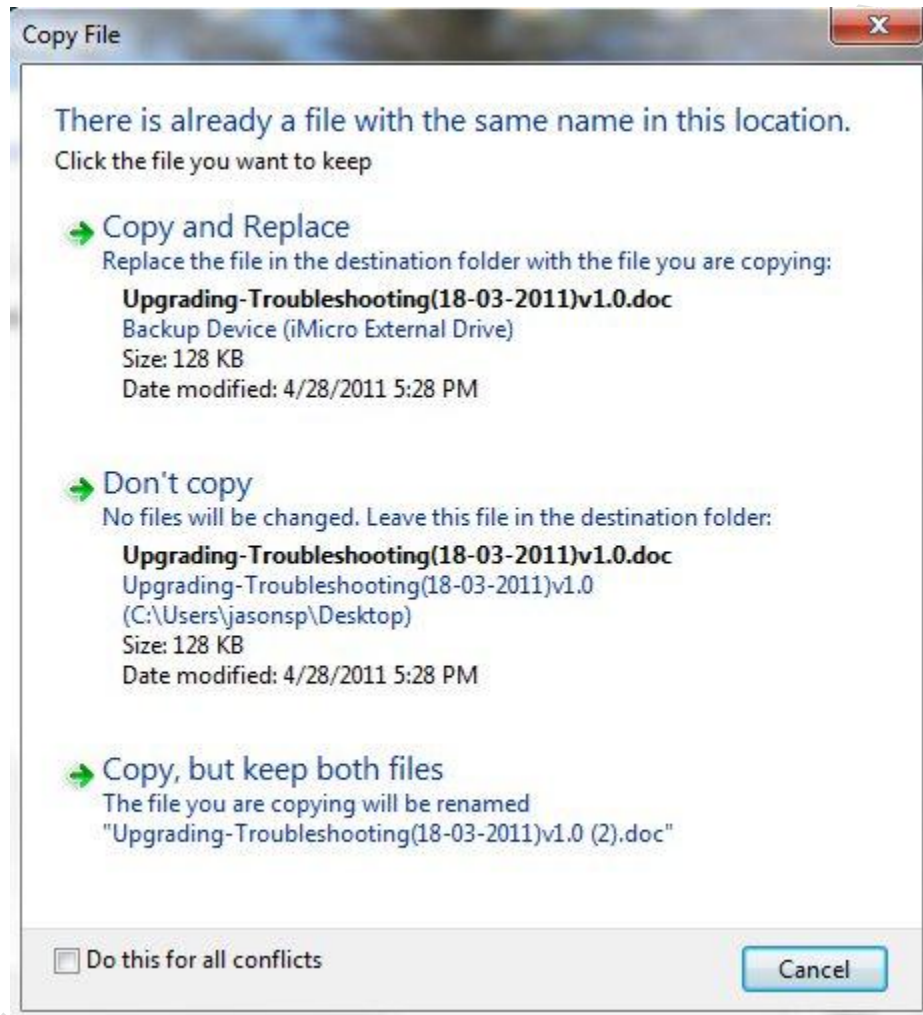 Copy File
There is already a file with the same name in this location.
Click the file you want to keep
Copy and Replace
Replace the file in the destination folder with the file you are copying:
Upgrading-Troubleshooting(18-03-2011)v1.0.doc
Backup Device (iMicro External Drive)
Size: 128 KB
Date modified: 4/28/2011 5:28 PM
Don't copy
No files will be changed. Leave this file in the destination folder:
Upgrading-Troubleshooting(18-03-2011)v1.0.doc
Upgrading-Troubleshooting(18-03-2011)v1.0
(C:\Users\jasonsp\Desktop)
Size: 128 KB
Date modified: 4/28/2011 5:28 PM
Copy, but keep both files
The file you are copying will be renamed
"Upgrading-Troubleshooting(18-03-2011)v1.0 (2).doc"
Do this for all conflicts
Cancel